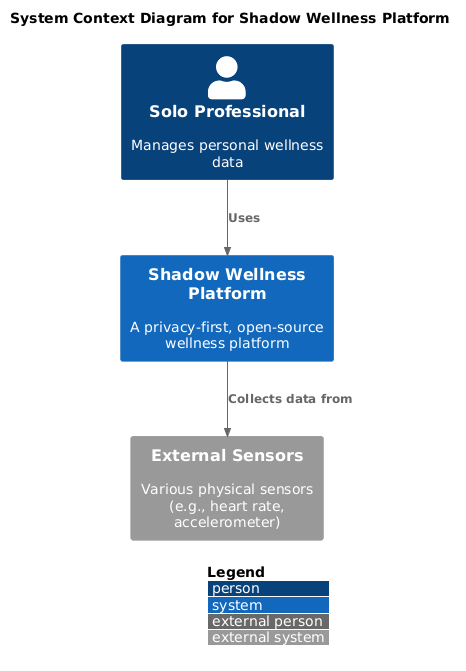 System Context Diagram for Shadow Wellness Platform
Solo Professional
Manages personal wellness
data
Uses
Shadow Wellness
Platform
A privacy-first, open-source
wellness platform
Collects data from
External Sensors
Various physical sensors
(e.g., heart rate,
accelerometer)
Legend
person
system
external person
external system